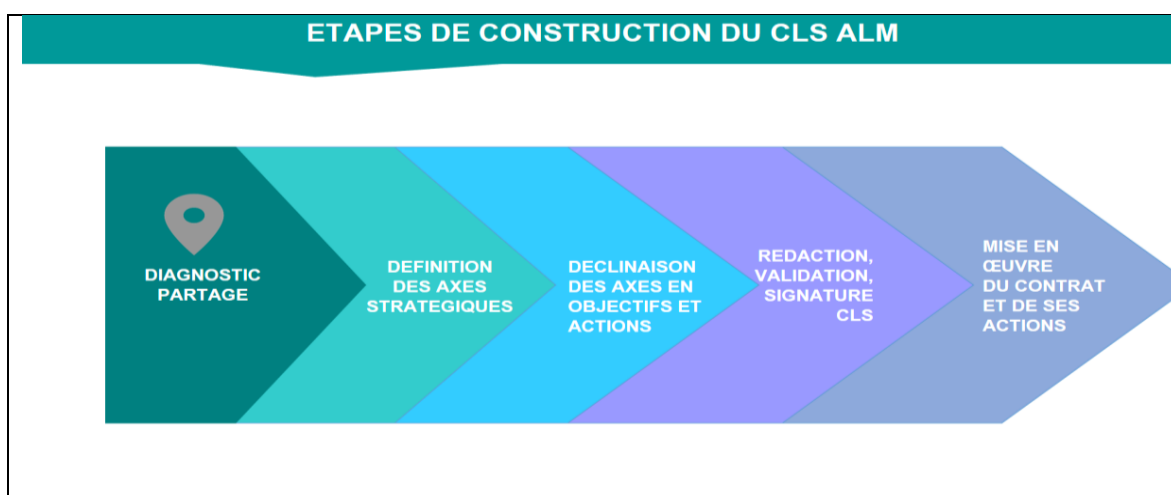 ETAPES DE CONSTRUCTION DU CLS ALM
DIAGNOSTIC
PARTAGE
DEFINITION
DES AXES
STRATEGIQUES
DECLINAISON
DES AXES EN
OBJECTIFS ET
ACTIONS
REDACTION,
VALIDATION,
SIGNATURE
CLS
MISE EN
ŒUVRE
DU CONTRAT
ET DE SES
ACTIONS